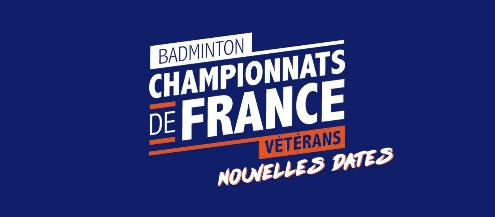 BADMINTON
CHAMPIONNATS
DE FRANCE
VÉTÉRANS
NOUVELLES DATES